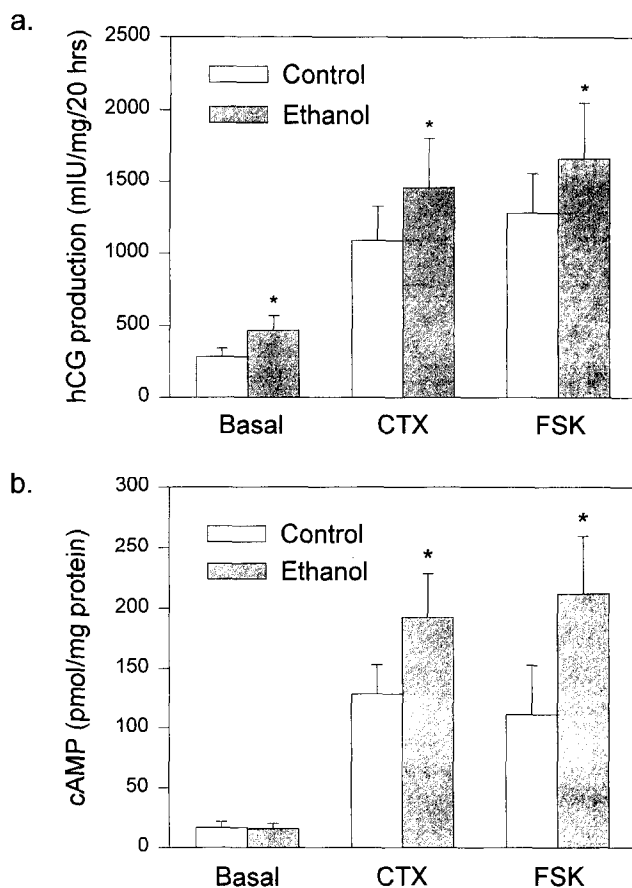 a.
hCG production (mIU/mg/20 hrs)
2500
2000
1500
1000
500
0
Control
Ethanol
*
*
*
Basal CTX FSK
b.
cAMP (pmol/mg protein)
300
250
200
150
100
50
0
Control
Ethanol
*
*
Basal CTX FSK